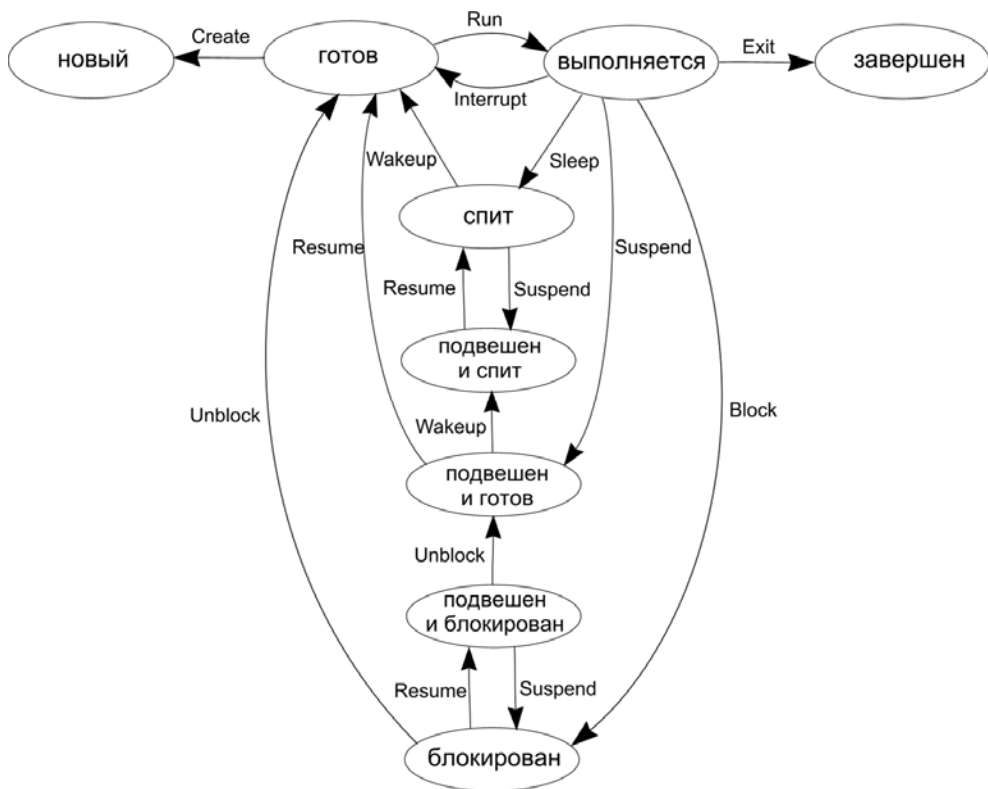 Run
Create
новый
готов
выполняется
Exit
завершен
Interrupt
Wakeup
Sleep
спит
Resume
Suspend
Resume
Suspend
подвешен
и спит
Unblock
Wakeup
Block
подвешен
и готов
Unblock
подвешен
и блокирован
Resume
Suspend
блокирован